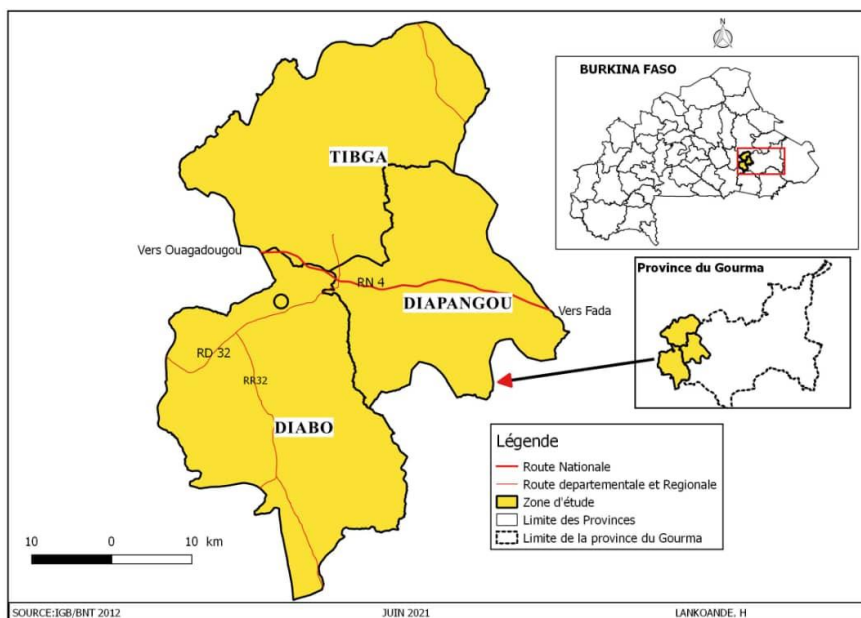 BURKINA FASO
TIBGA
Vers Ouagadougou
RN 4
Province du Gourma
DIAPANGOU
Vers Fada
RD 32
RR32
DIABO
Légende
Route Nationale
Route departementale et Regionale
Zone d'étude
Limite des Provinces
Limite de la province du Gourma
10 0 10 km
SOURCE:IGB/BNT 2012 JUIN 2021 LANKOANDE. H